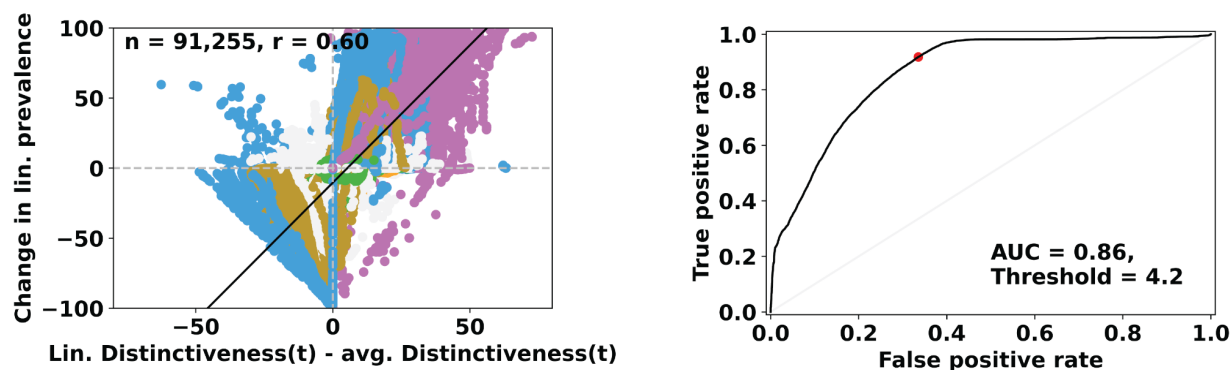 Change in lin. prevalence
100
50
0
−50
−100
n = 91,255, r = 0.60
−50
0
50
Lin. Distinctiveness(t) - avg. Distinctiveness(t)
True positive rate
1.0
0.8
0.6
0.4
0.2
0.0
AUC = 0.86,
Threshold = 4.2
0.0
0.2
0.4
0.6
0.8
1.0
False positive rate